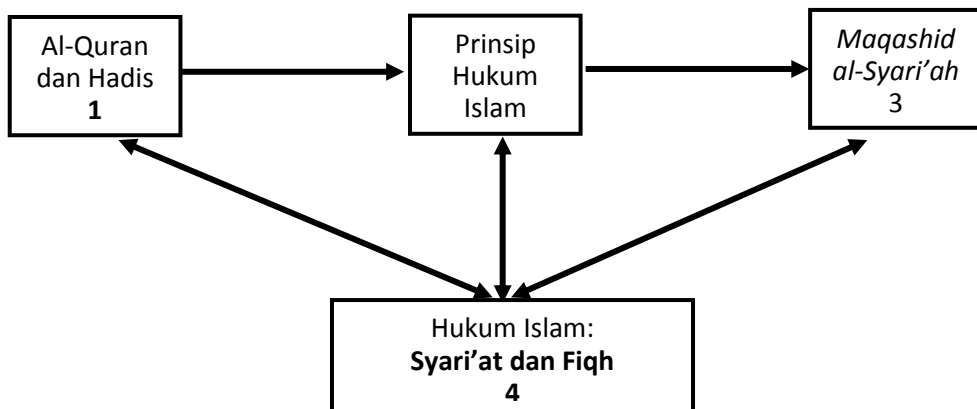 Al-Quran
dan Hadis
1
Prinsip
Hukum
Islam
Maqashid
al-Syari’ah
3
Hukum Islam:
Syari’at dan Fiqh
4